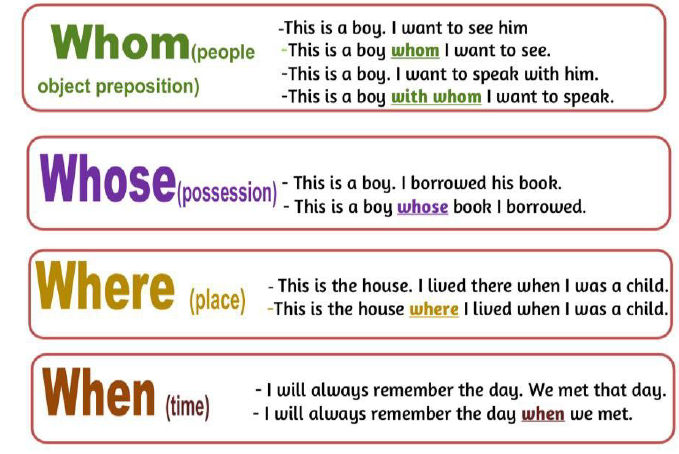 Whom(people
object preposition)
-This is a boy. I want to see him
-This is a boy whom I want to see.
-This is a boy. I want to speak with him.
-This is a boy with whom I want to speak.
Whose(possession)
- This is a boy. I borrowed his book.
- This is a boy whose book I borrowed.
Where (place)
- This is the house. I lived there when I was a child.
-This is the house where I lived when I was a child.
When (time)
- I will always remember the day. We met that day.
- I will always remember the day when we met.